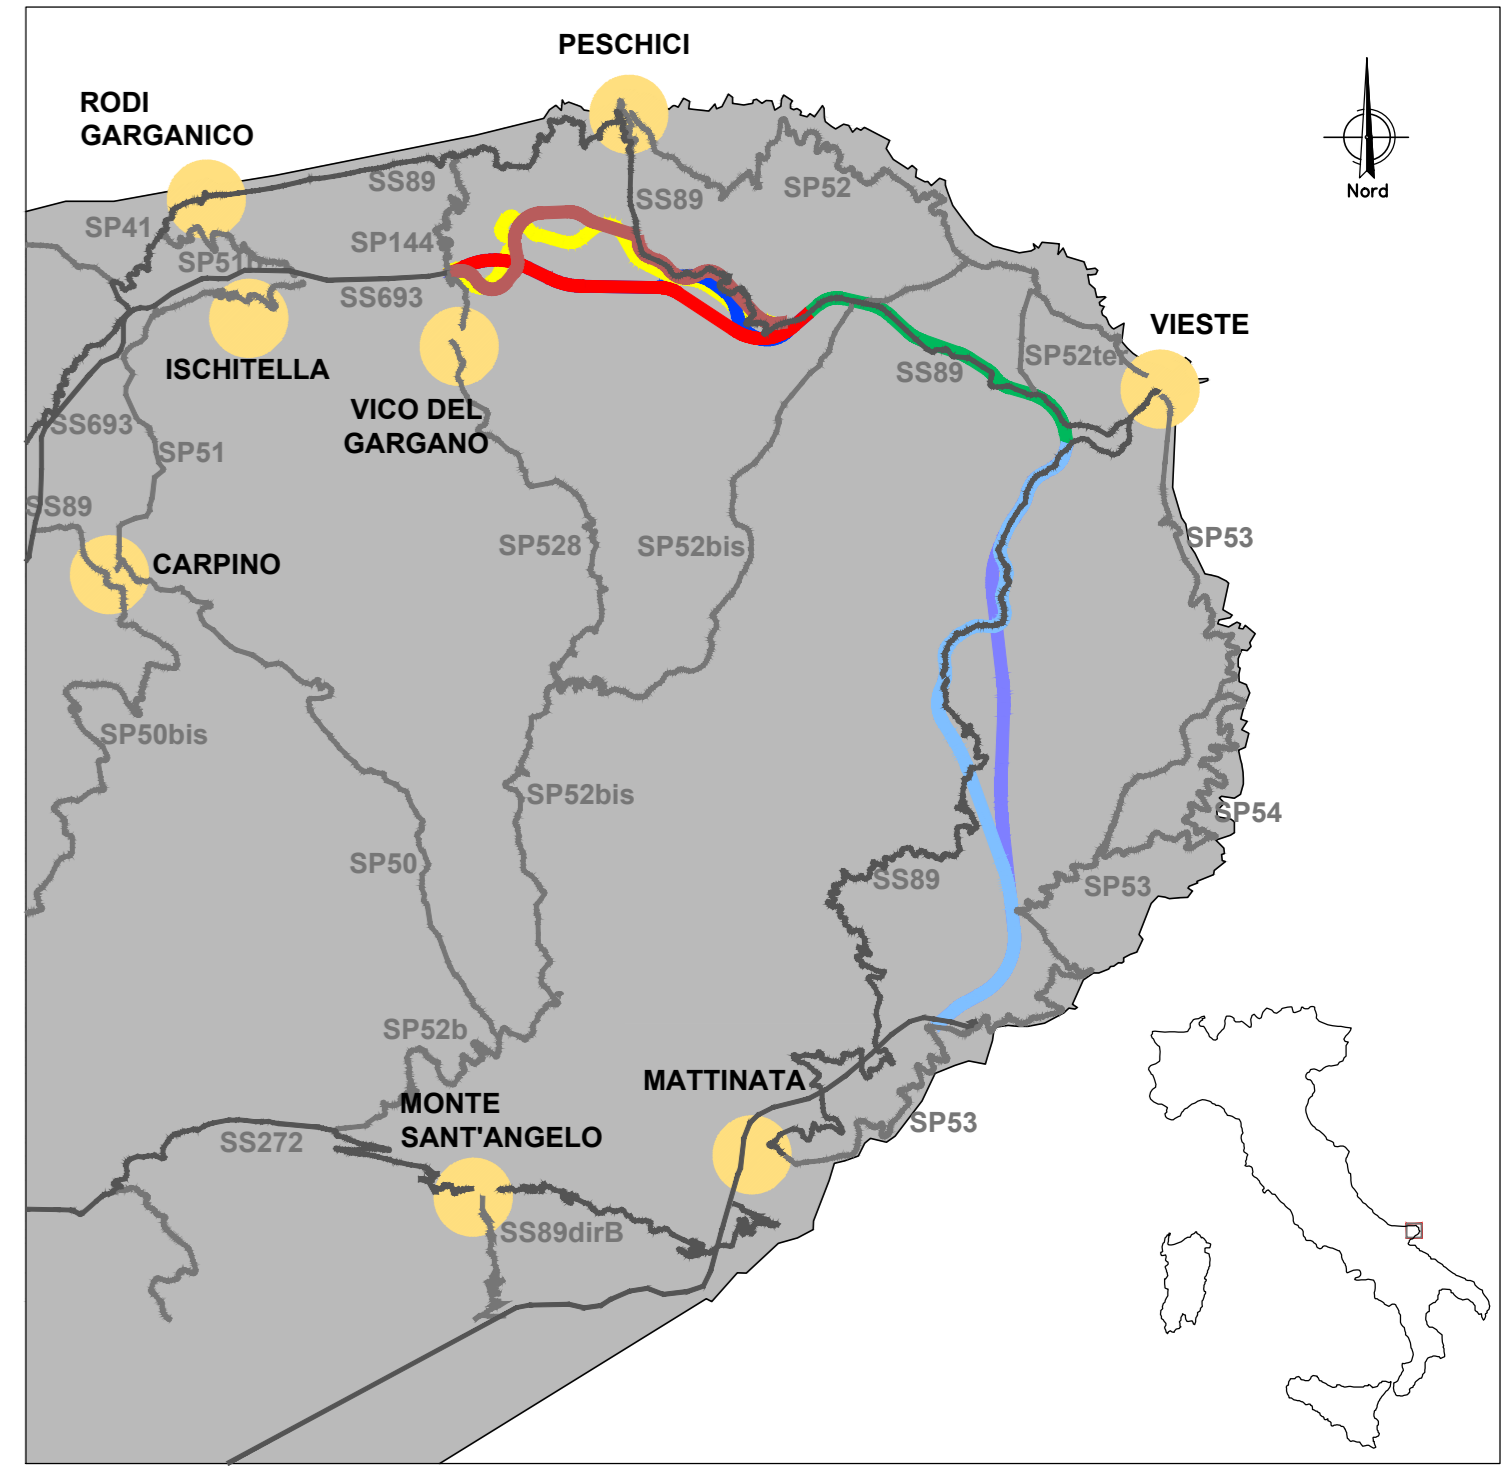 PESCHICI
RODI
GARGANICO
SS89
SP52
Nord
SS89
SP41
SP144
SP51b
SS693
VIESTE
SP52ter
ISCHITELLA
SS89
VICO DEL
GARGANO
SS693
SP51
SS89
SP528
SP52bis
SP53
CARPINO
SP50bis
SP52bis
SP54
SP50
SS89
SP53
SP52b
MATTINATA
MONTE
SANT'ANGELO
SP53
SS272
SS89dirB